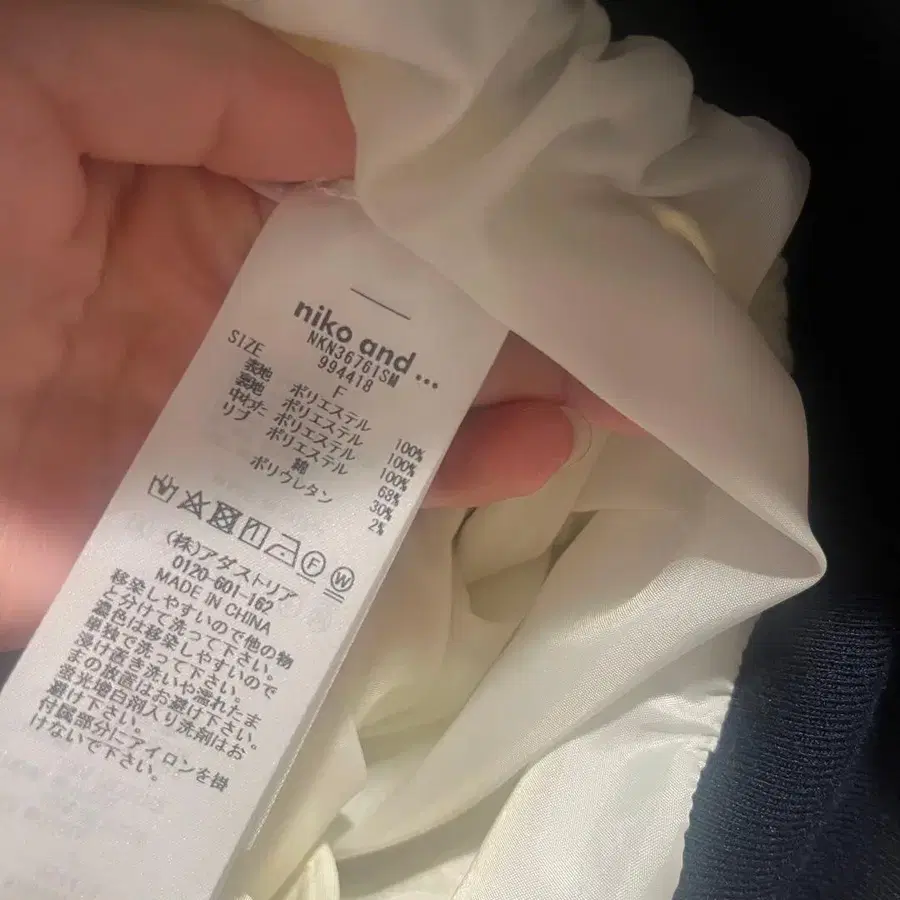 niko and ...
NKN3676ISM
994418
SIZE F
表地 ポリエステル 100%
裏地 ポリエステル 100%
中わた ポリエステル 100%
リブ ポリエステル 68%
綿 30%
ポリウレタン 2%
F W
(株)アダストリア
0120-601-162
MADE IN CHINA
移染しやすいので他の物
と分けて洗って下さい。
濃色は移染しやすいので
単独で洗って下さい。
浸け置き洗いや濡れたま
まの放置はお避け下さい。
蛍光増白剤入り洗剤はお
避け下さい。
付属部分にアイロンを掛
けないで下さい。